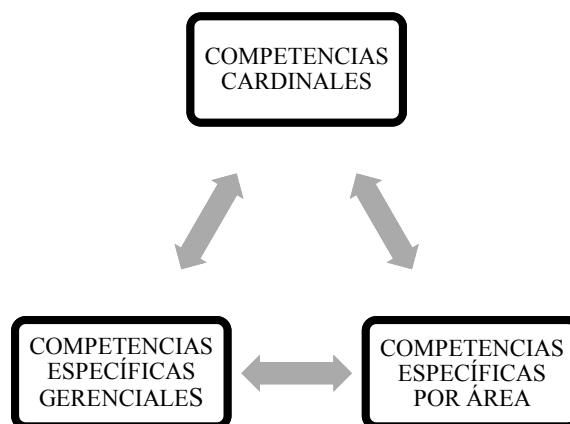 COMPETENCIAS
CARDINALES
COMPETENCIAS
ESPECÍFICAS
GERENCIALES
COMPETENCIAS
ESPECÍFICAS
POR ÁREA